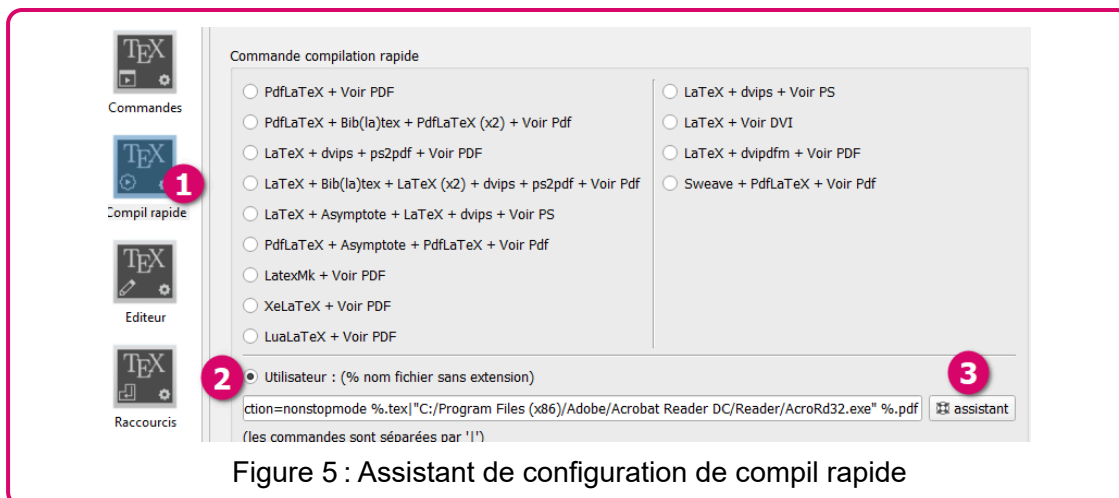 TEX
Commandes
TEX
1
Compil rapide
TEX
Editeur
TEX
Raccourcis
Commande compilation rapide
PdfLaTeX + Voir PDF
PdfLaTeX + Bib(la)tex + PdfLaTeX (x2) + Voir Pdf
LaTeX + dvips + ps2pdf + Voir PDF
LaTeX + Bib(la)tex + LaTeX (x2) + dvips + ps2pdf + Voir Pdf
LaTeX + Asymptote + LaTeX + dvips + Voir PS
PdfLaTeX + Asymptote + PdfLaTeX + Voir Pdf
LatexMk + Voir PDF
XeLaTeX + Voir PDF
LuaLaTeX + Voir PDF
LaTeX + dvips + Voir PS
LaTeX + Voir DVI
LaTeX + dvipdfm + Voir PDF
Sweave + PdfLaTeX + Voir Pdf
2
Utilisateur : (% nom fichier sans extension)
3
ction=nonstopmode %.tex|"C:/Program Files (x86)/Adobe/Acrobat Reader DC/Reader/AcroRd32.exe" %.pdf
assistant
(les commandes sont séparées par '|')
Figure 5 : Assistant de configuration de compil rapide